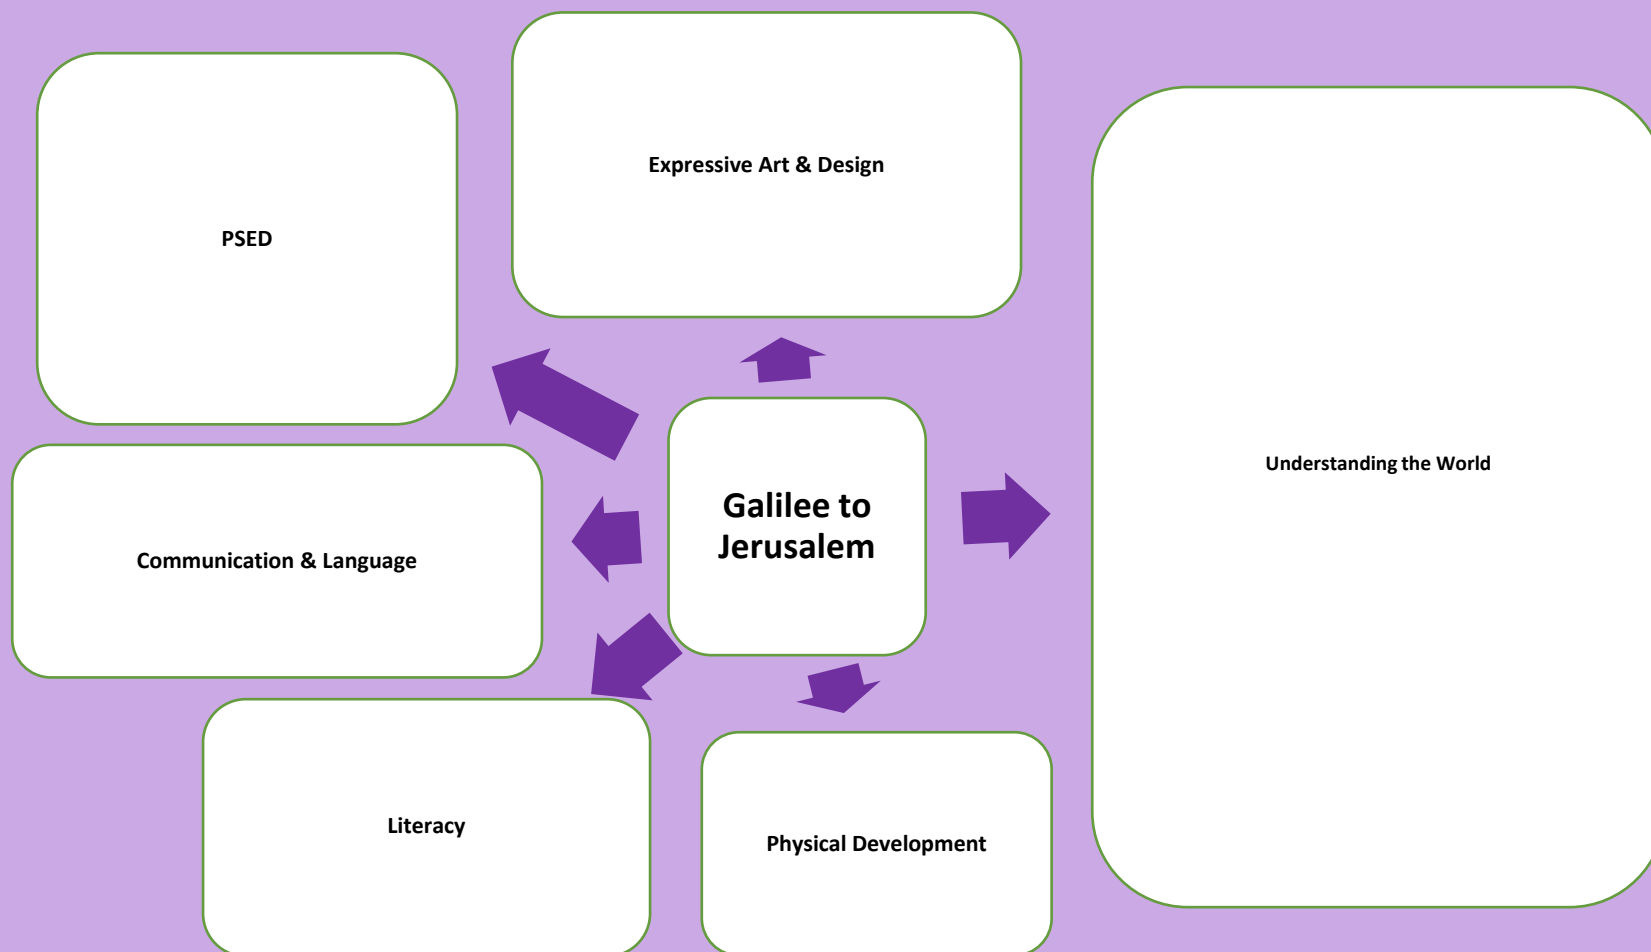 Expressive Art & Design
PSED
Galilee to
Jerusalem
Understanding the World
Communication & Language
Literacy
Physical Development